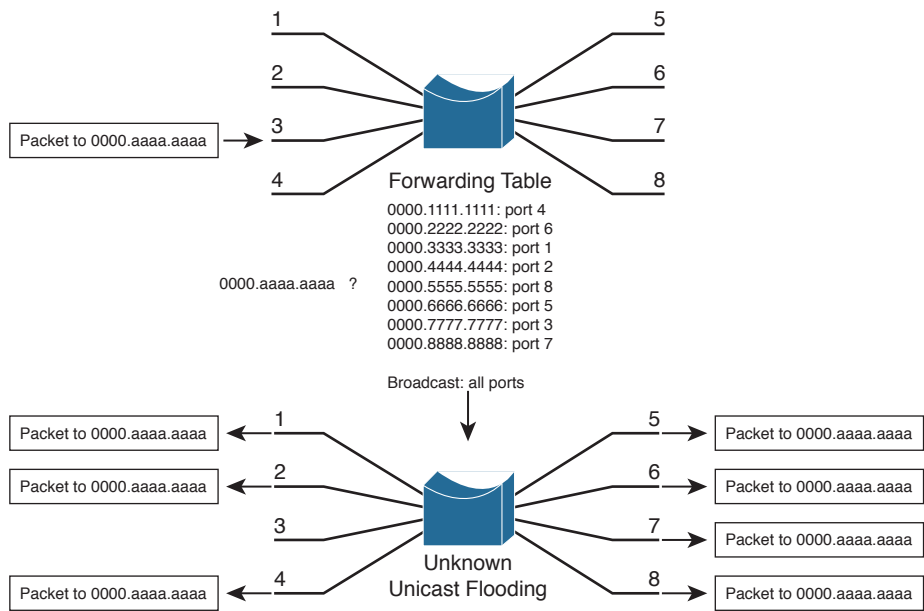 1
5
2
6
Packet to 0000.aaaa.aaaa
3
7
4
8
Forwarding Table
0000.1111.1111: port 4
0000.2222.2222: port 6
0000.3333.3333: port 1
0000.4444.4444: port 2
0000.aaaa.aaaa ?
0000.5555.5555: port 8
0000.6666.6666: port 5
0000.7777.7777: port 3
0000.8888.8888: port 7
Broadcast: all ports
Packet to 0000.aaaa.aaaa
1
5
Packet to 0000.aaaa.aaaa
Packet to 0000.aaaa.aaaa
2
6
Packet to 0000.aaaa.aaaa
3
7
Packet to 0000.aaaa.aaaa
Packet to 0000.aaaa.aaaa
4
8
Packet to 0000.aaaa.aaaa
Unknown
Unicast Flooding